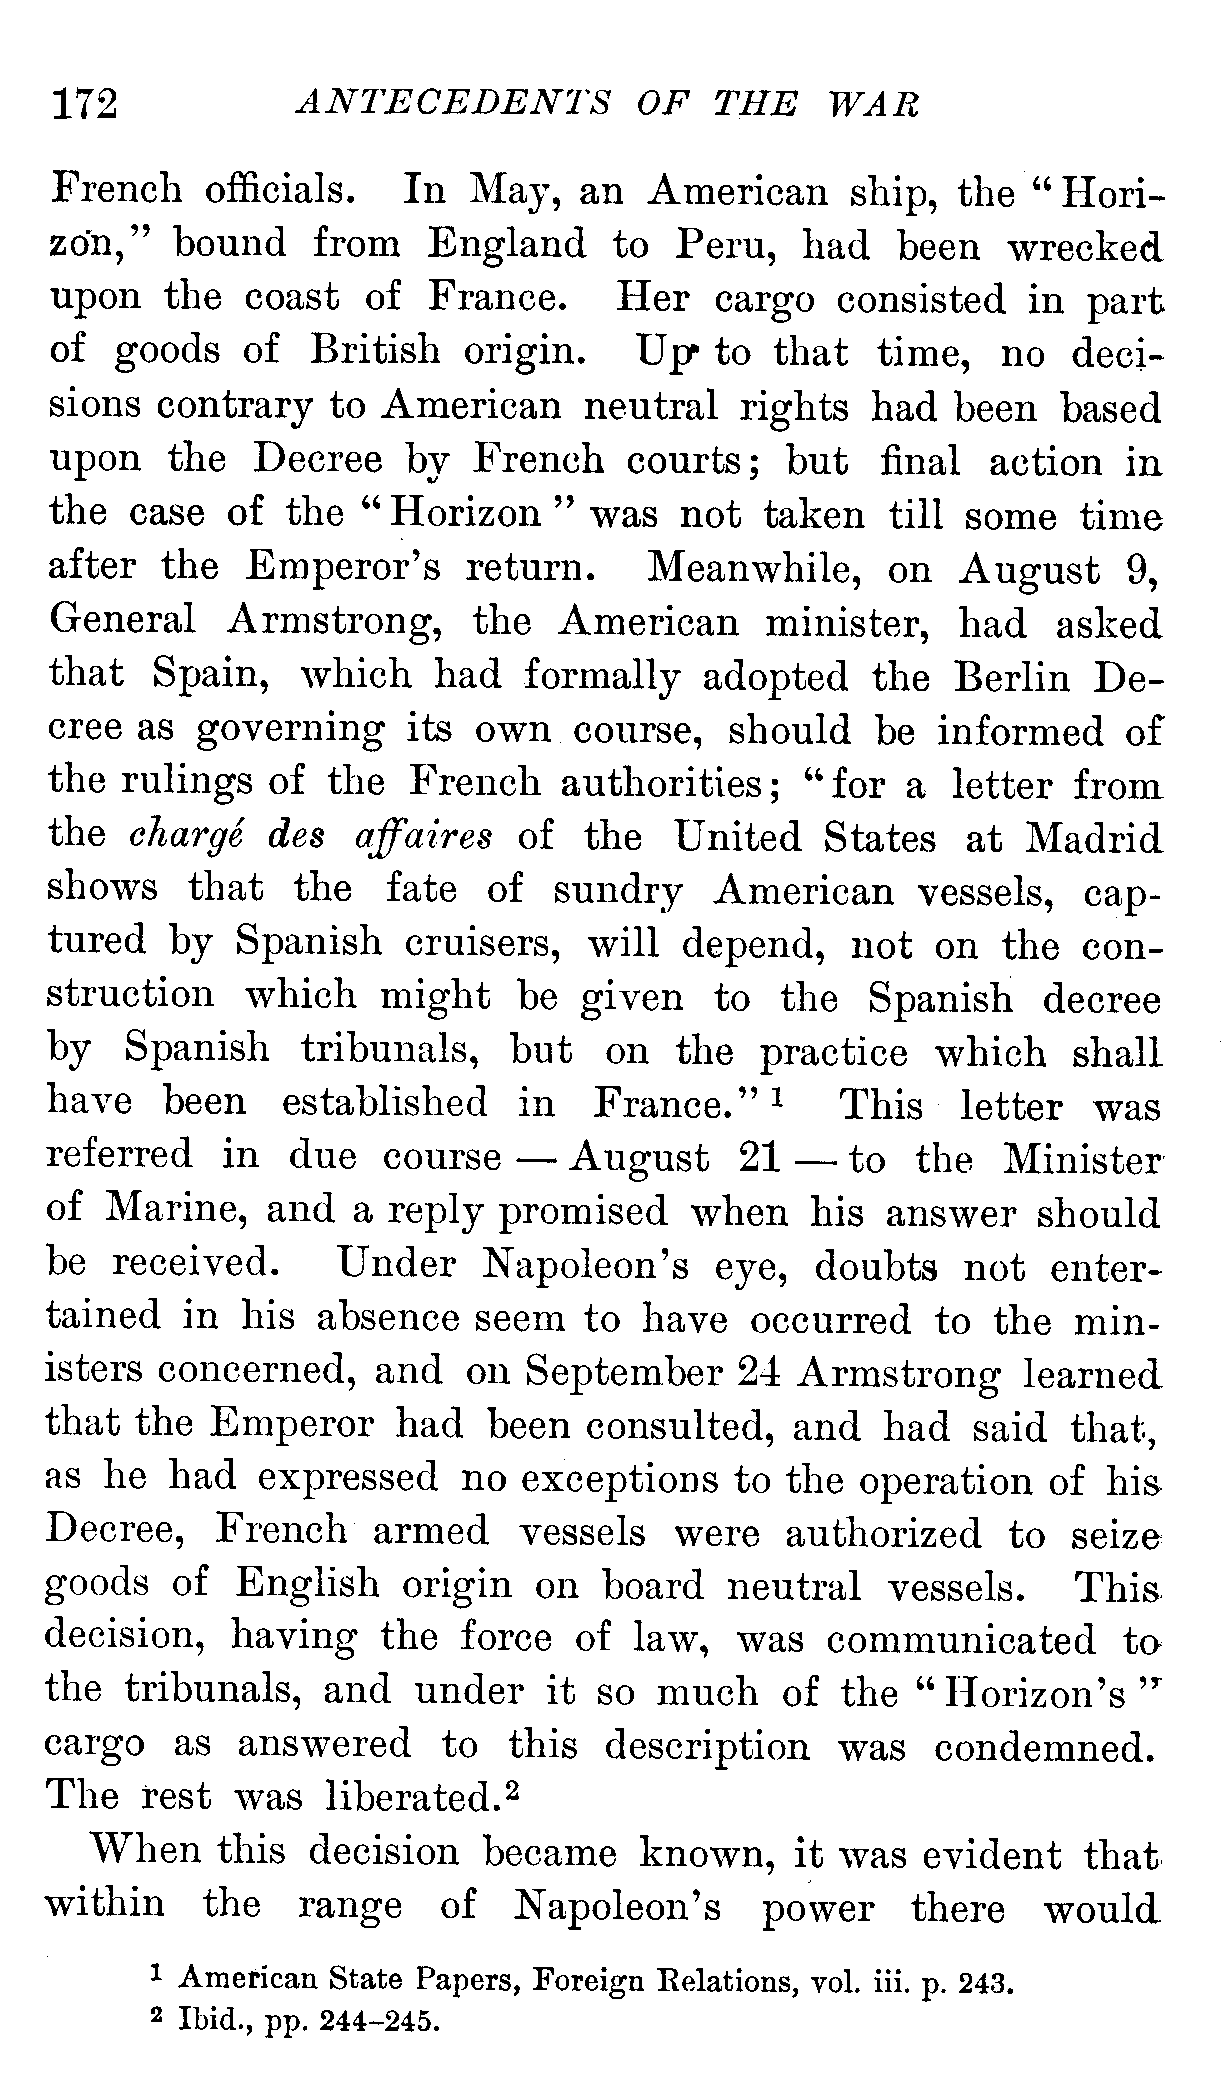 172 ANTECEDENTS OF THE WAR
French officials. In May, an American ship, the “Hori-
zon,” bound from England to Peru, had been wrecked
upon the coast of France. Her cargo consisted in part
of goods of British origin. Up to that time, no deci-
sions contrary to American neutral rights had been based
upon the Decree by French courts; but final action in
the case of the “Horizon” was not taken till some time
after the Emperor’s return. Meanwhile, on August 9,
General Armstrong, the American minister, had asked
that Spain, which had formally adopted the Berlin De-
cree as governing its own course, should be informed of
the rulings of the French authorities; “for a letter from
the chargé des affaires of the United States at Madrid
shows that the fate of sundry American vessels, cap-
tured by Spanish cruisers, will depend, not on the con-
struction which might be given to the Spanish decree
by Spanish tribunals, but on the practice which shall
have been established in France.” 1 This letter was
referred in due course — August 21 — to the Minister
of Marine, and a reply promised when his answer should
be received. Under Napoleon’s eye, doubts not enter-
tained in his absence seem to have occurred to the min-
isters concerned, and on September 24 Armstrong learned
that the Emperor had been consulted, and had said that,
as he had expressed no exceptions to the operation of his
Decree, French armed vessels were authorized to seize
goods of English origin on board neutral vessels. This
decision, having the force of law, was communicated to
the tribunals, and under it so much of the “Horizon’s”
cargo as answered to this description was condemned.
The rest was liberated.2
When this decision became known, it was evident that
within the range of Napoleon’s power there would
1 American State Papers, Foreign Relations, vol. iii. p. 243.
2 Ibid., pp. 244–245.